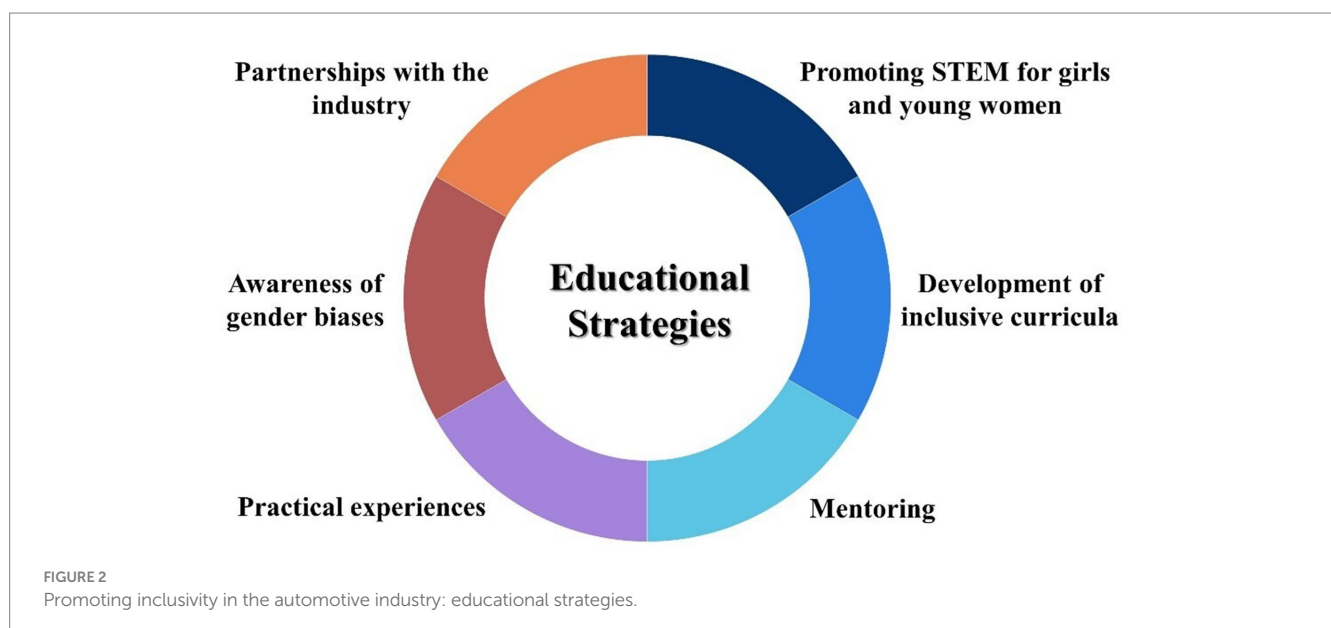 Partnerships with the
industry
Promoting STEM for girls
and young women
Awareness of
gender biases
Educational
Strategies
Development of
inclusive curricula
Practical experiences
Mentoring
FIGURE 2
Promoting inclusivity in the automotive industry: educational strategies.